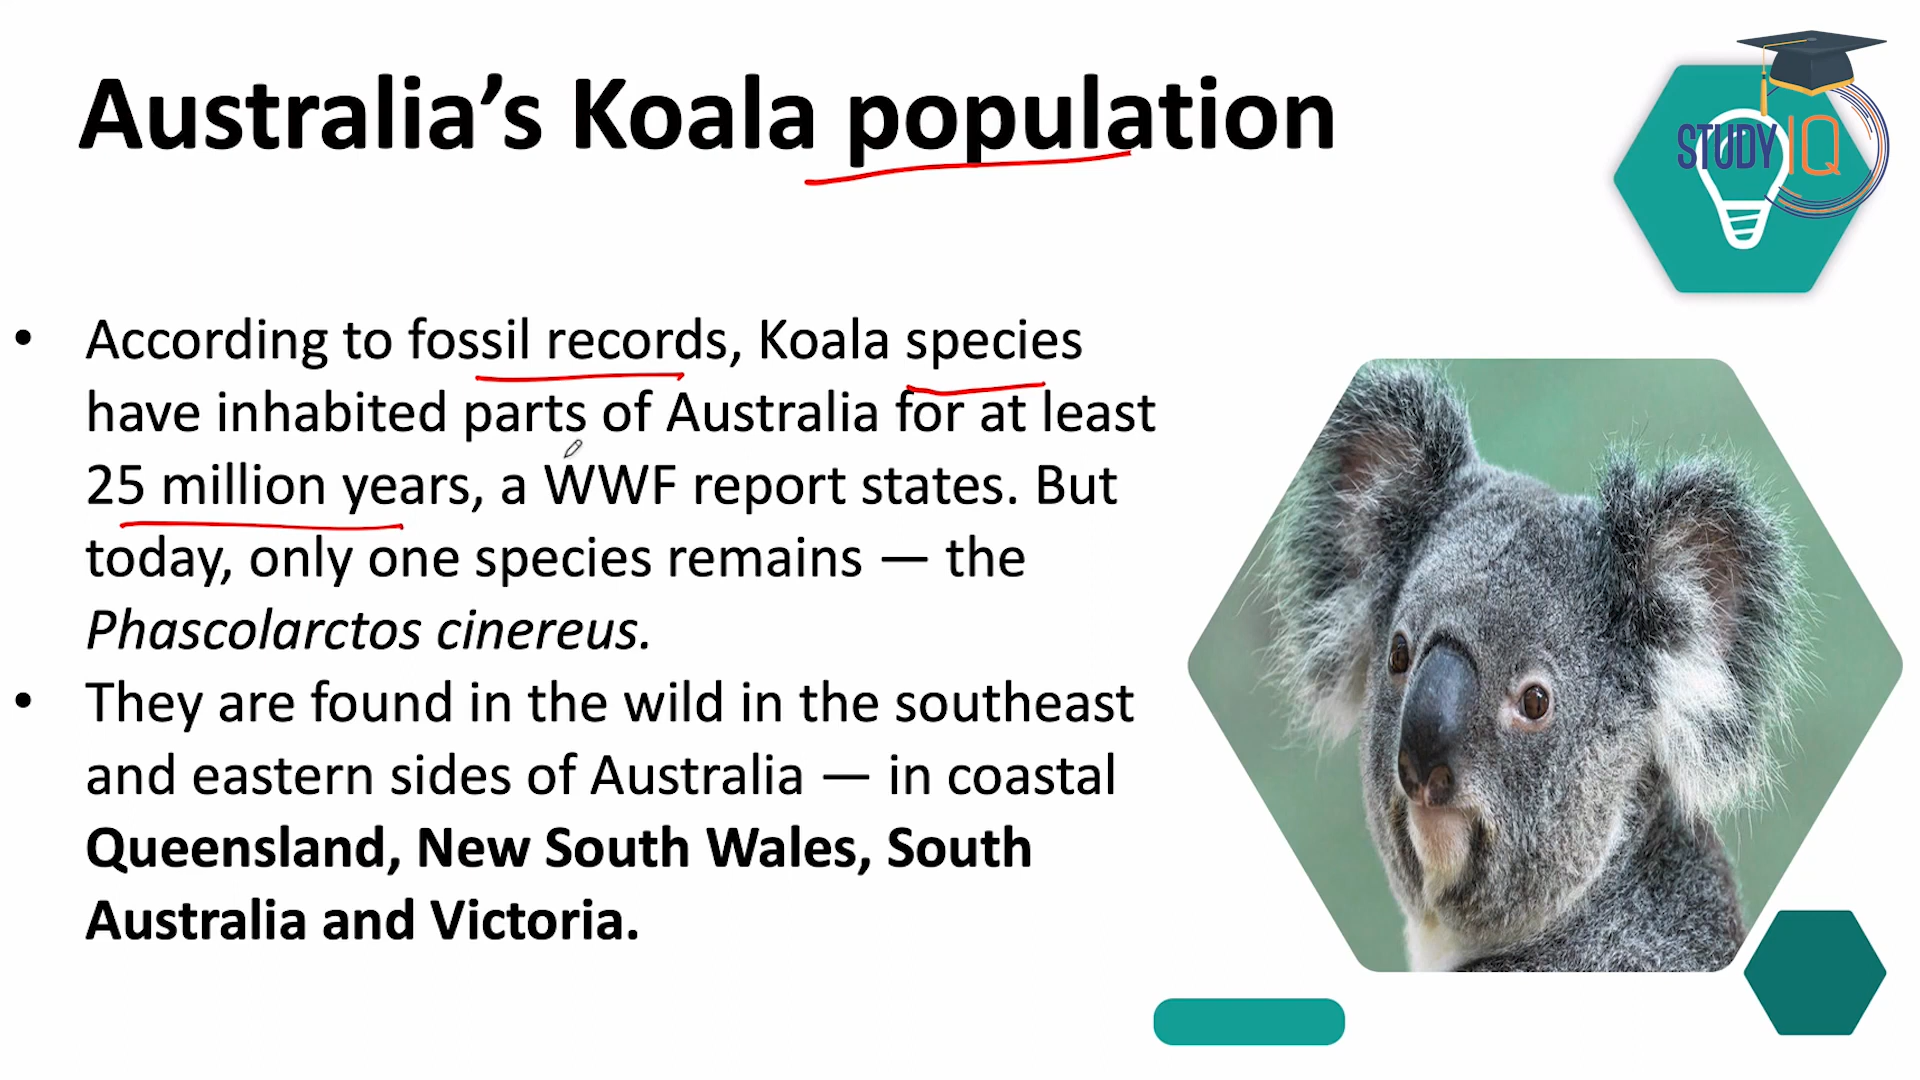 Australia’s Koala population
STUDY IQ
• According to fossil records, Koala species
have inhabited parts of Australia for at least
25 million years, a WWF report states. But
today, only one species remains — the
Phascolarctos cinereus.
• They are found in the wild in the southeast
and eastern sides of Australia — in coastal
Queensland, New South Wales, South
Australia and Victoria.